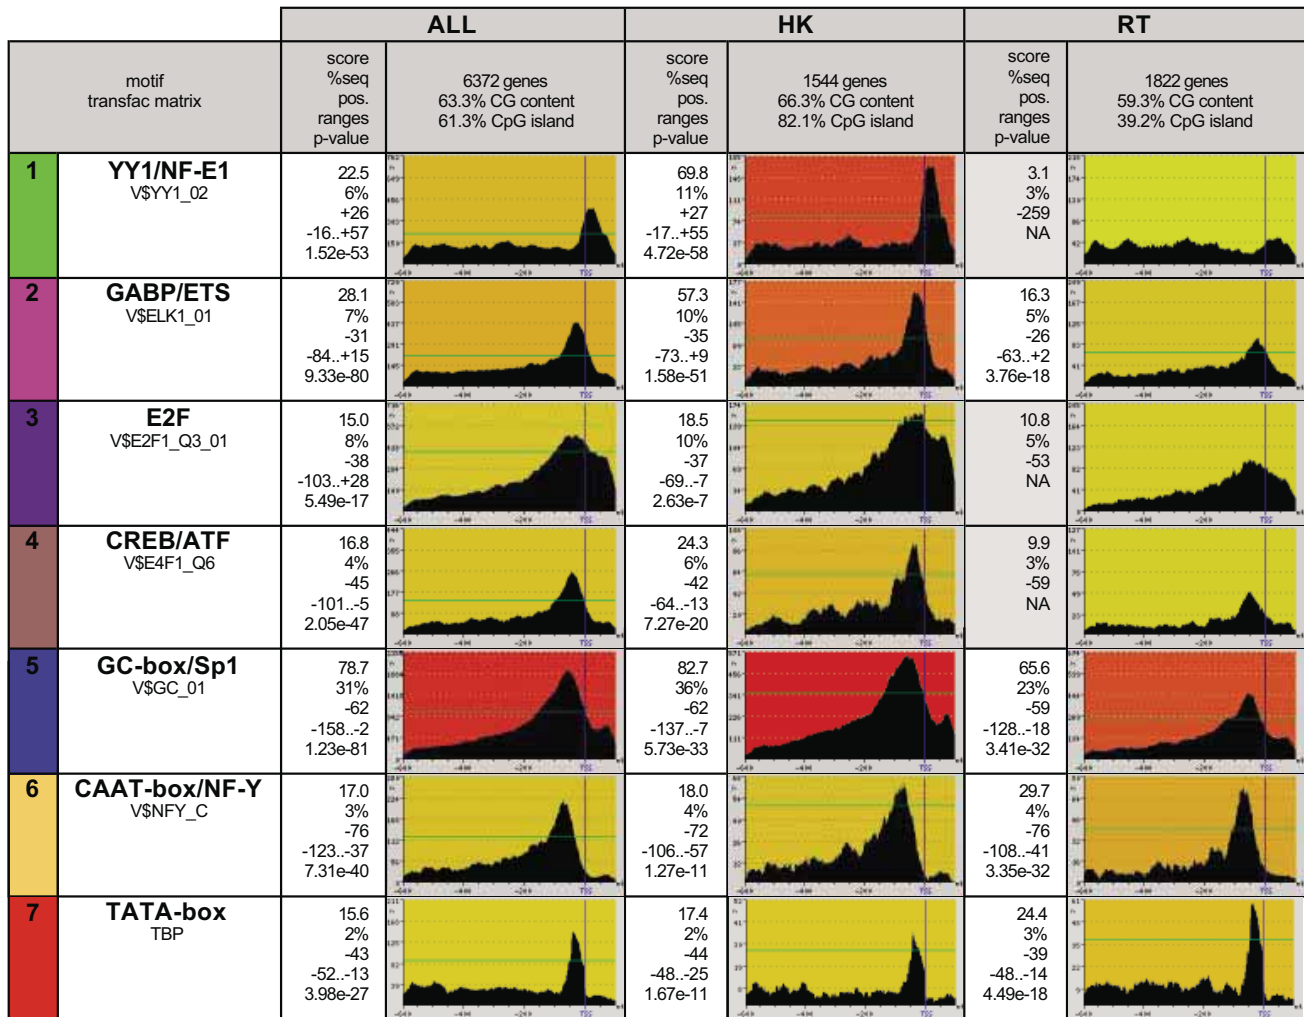 ALL HK RT
motif
transfac matrix
score
%seq
pos.
ranges
p-value
6372 genes
63.3% CG content
61.3% CpG island
score
%seq
pos.
ranges
p-value
1544 genes
66.3% CG content
82.1% CpG island
score
%seq
pos.
ranges
p-value
1822 genes
59.3% CG content
39.2% CpG island
1
YY1/NF-E1
V$YY1_02
22.5
6%
+26
-16..+57
1.52e-53
69.8
11%
+27
-17..+55
4.72e-58
3.1
3%
-259
NA
2
GABP/ETS
V$ELK1_01
28.1
7%
-31
-84..+15
9.33e-80
57.3
10%
-35
-73..+9
1.58e-51
16.3
5%
-26
-63..+2
3.76e-18
3
E2F
V$E2F1_Q3_01
15.0
8%
-38
-103..+28
5.49e-17
18.5
10%
-37
-69..-7
2.63e-7
10.8
5%
-53
NA
4
CREB/ATF
V$E4F1_Q6
16.8
4%
-45
-101..-5
2.05e-47
24.3
6%
-42
-64..-13
7.27e-20
9.9
3%
-59
NA
5
GC-box/Sp1
V$GC_01
78.7
31%
-62
-158..-2
1.23e-81
82.7
36%
-62
-137..-7
5.73e-33
65.6
23%
-59
-128..-18
3.41e-32
6
CAAT-box/NF-Y
V$NFY_C
17.0
3%
-76
-123..-37
7.31e-40
18.0
4%
-72
-106..-57
1.27e-11
29.7
4%
-76
-108..-41
3.35e-32
7
TATA-box
TBP
15.6
2%
-43
-52..-13
3.98e-27
17.4
2%
-44
-48..-25
1.67e-11
24.4
3%
-39
-48..-14
4.49e-18